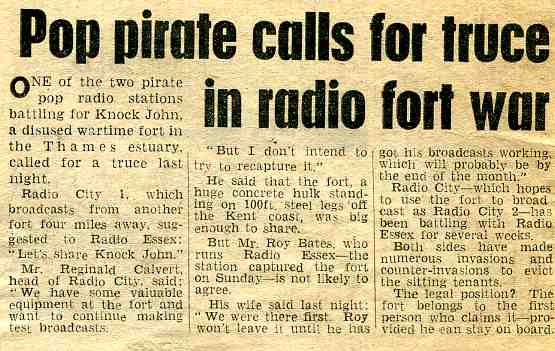 Pop pirate calls for truce
in radio fort war
ONE of the two pirate
pop radio stations
battling for Knock John,
a disused wartime fort in
the Thames estuary,
called for a truce last
night.
Radio City 1, which
broadcasts from another
fort four miles away, sug-
gested to Radio Essex:
"Let's share Knock John."
Mr. Reginald Calvert,
head of Radio City, said:
"We have some valuable
equipment at the fort and
want to continue making
test broadcasts.
"But I don't intend to
try to recapture it."
He said that the fort, a
huge concrete hulk stand-
ing on 100ft. steel legs off
the Kent coast, was big
enough to share.
But Mr. Roy Bates, who
runs Radio Essex—the
station captured the fort
on Sunday—is not likely to
agree.
His wife said last night:
"We were there first. Roy
won't leave it until he has
got his broadcasts working,
which will probably be by
the end of the month."
Radio City—which hopes
to use the fort to broad
cast as Radio City 2—has
been battling with Radio
Essex for several weeks.
Both sides have made
numerous invasions and
counter-invasions to evict
the sitting tenants.
The legal position? The
fort belongs to the first
person who claims it—pro-
vided he can stay on board.